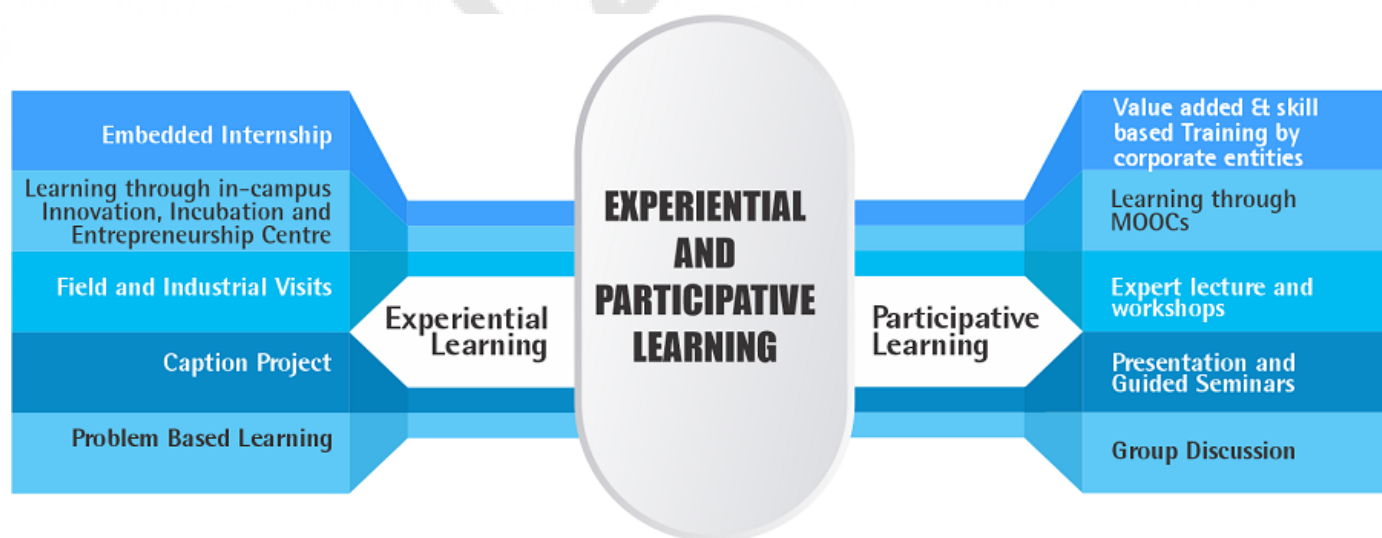 Embedded Internship
Learning through in-campus
Innovation, Incubation and
Entrepreneurship Centre
Field and Industrial Visits
Caption Project
Problem Based Learning
Experiential
Learning
EXPERIENTIAL
AND
PARTICIPATIVE
LEARNING
Participative
Learning
Value added & skill
based Training by
corporate entities
Learning through
MOOCs
Expert lecture and
workshops
Presentation and
Guided Seminars
Group Discussion